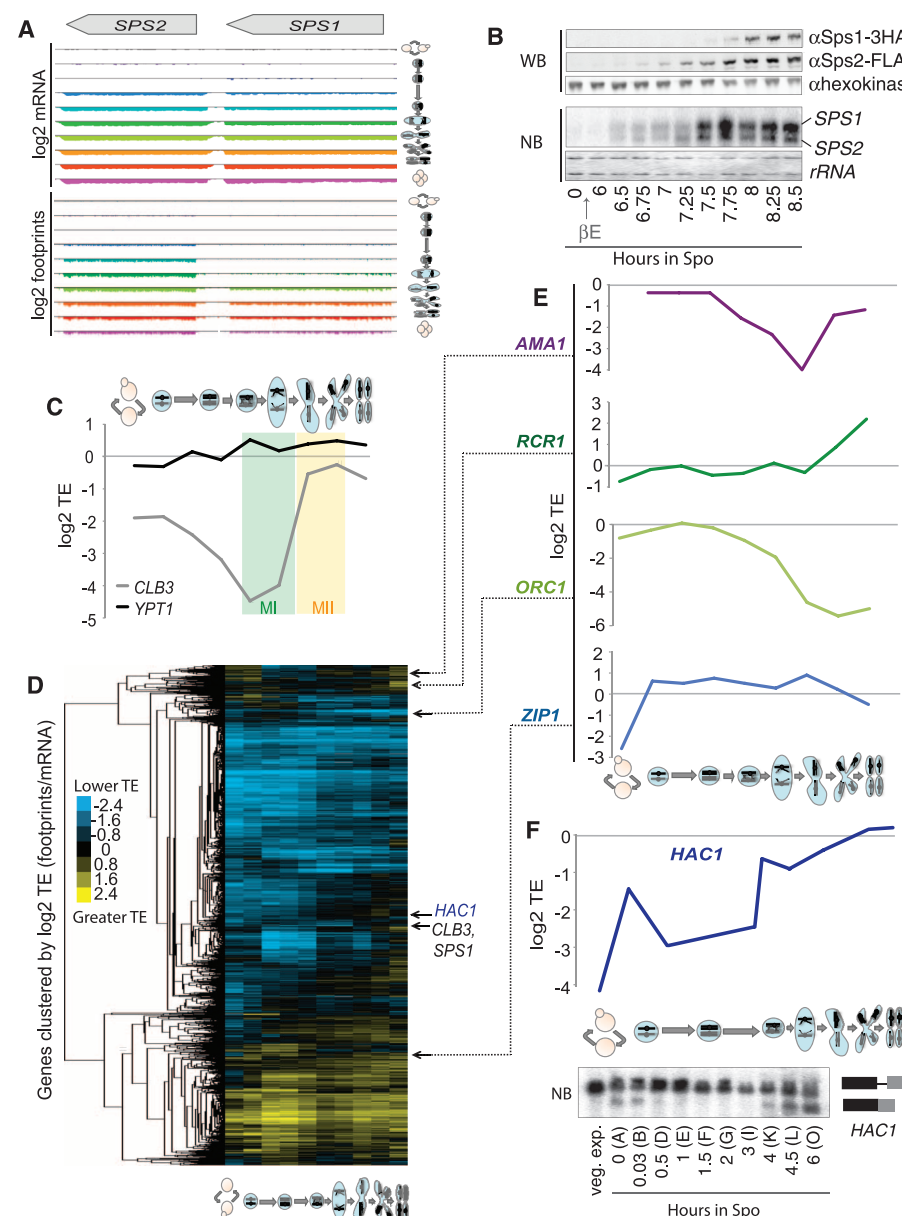 A
SPS2
SPS1
log2 mRNA
log2 footprints
B
WB
αSps1-3HA
αSps2-FLA
αhexokinas
NB
SPS1
SPS2
rRNA
0 6 6.5 6.75 7 7.25 7.5 7.75 8 8.25 8.5
βE
Hours in Spo
C
log2 TE
1
0
-1
-2
-3
-4
-5
CLB3
YPT1
MI
MII
D
Genes clustered by log2 TE (footprints/mRNA)
Lower TE
-2.4
-1.6
-0.8
0
0.8
1.6
2.4
Greater TE
HAC1
CLB3,
SPS1
E
log2 TE
AMA1
0
-1
-2
-3
-4
RCR1
3
2
1
0
-1
ORC1
0
-2
-4
-6
ZIP1
2
1
0
-1
-2
-3
F
HAC1
log2 TE
0
-1
-2
-3
-4
NB
HAC1
veg. exp. 0 (A) 0.03 (B) 0.5 (D) 1 (E) 1.5 (F) 2 (G) 3 (I) 4 (K) 4.5 (L) 6 (O)
Hours in Spo